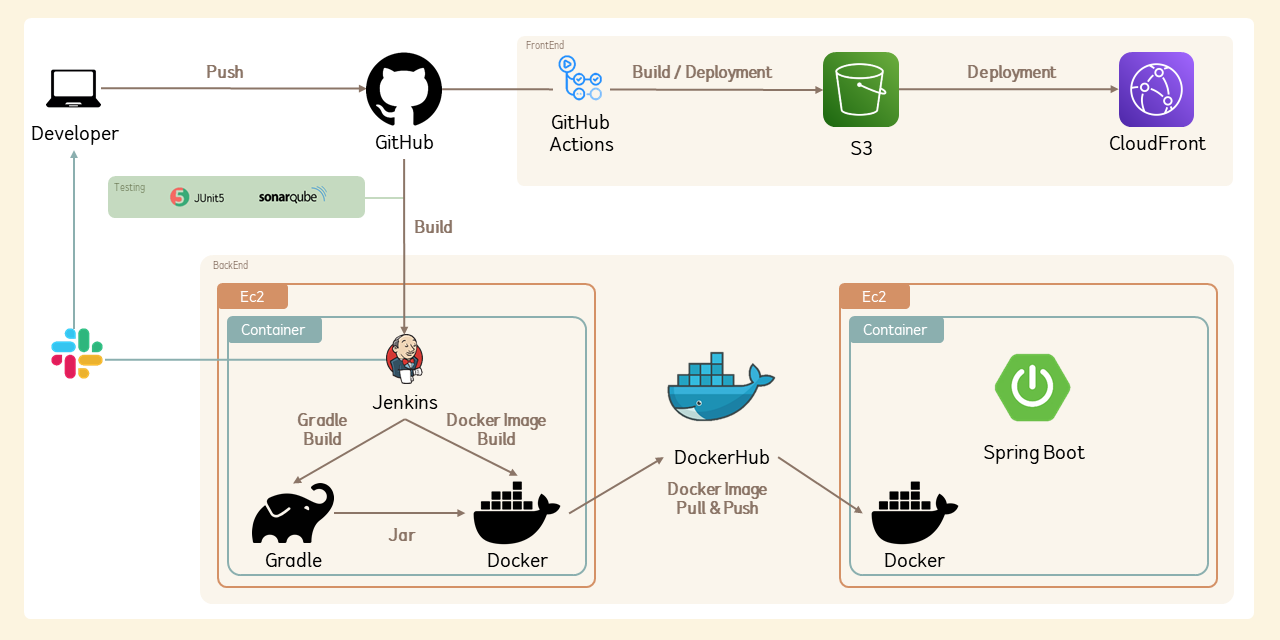 FrontEnd
Push
Build / Deployment
Deployment
Developer
GitHub
GitHub
Actions
S3
CloudFront
Testing
5
JUnit5
sonarqube
Build
BackEnd
Ec2
Container
Jenkins
Gradle
Build
Docker Image
Build
Gradle
Jar
Docker
DockerHub
Docker Image
Pull & Push
Ec2
Container
Spring Boot
Docker